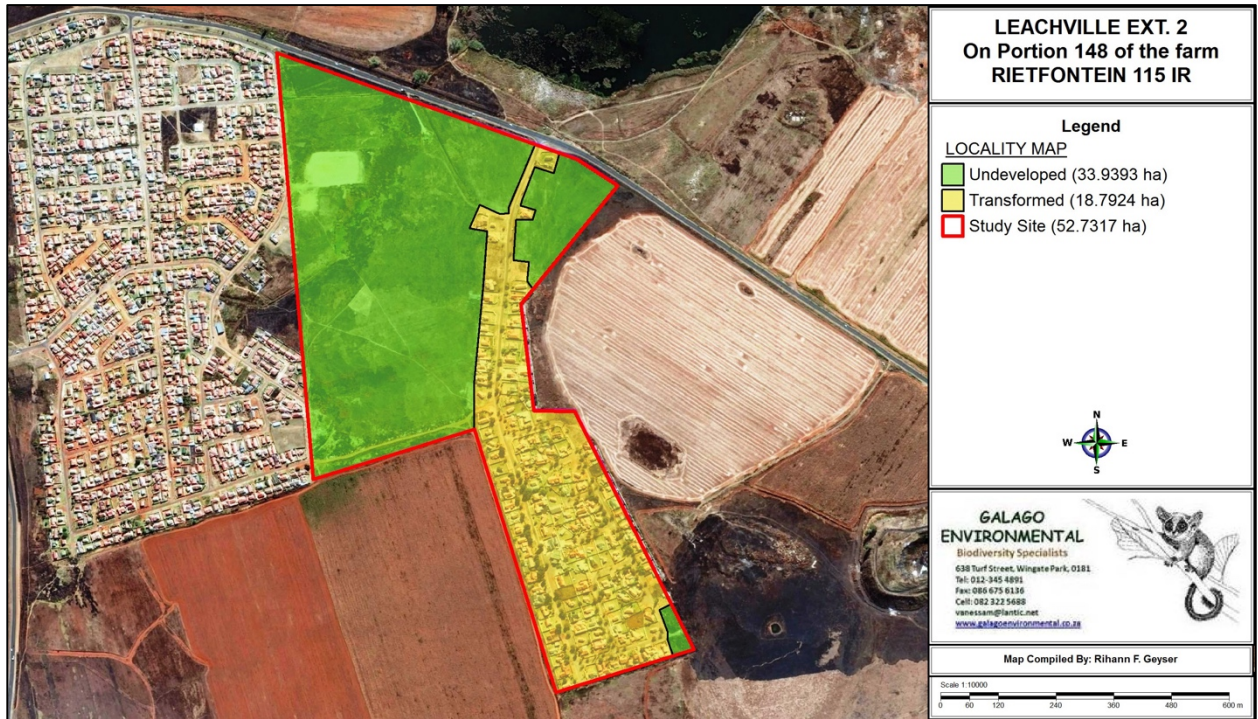 LEACHVILLE EXT. 2
On Portion 148 of the farm
RIETFONTEIN 115 IR
Legend
LOCALITY MAP
Undeveloped (33.9393 ha)
Transformed (18.7924 ha)
Study Site (52.7317 ha)
N
W E
S
GALAGO
ENVIRONMENTAL
Biodiversity Specialists
638 Turf Street, Wingate Park, 0181
Tel: 012-345 4891
Fax: 086 675 6136
Cell: 082 322 5688
vanessam@lantic.net
www.galagoenvironmental.co.za
Map Compiled By: Rihann F. Geyser
Scale 1:10000
0 60 120 240 360 480 600 m